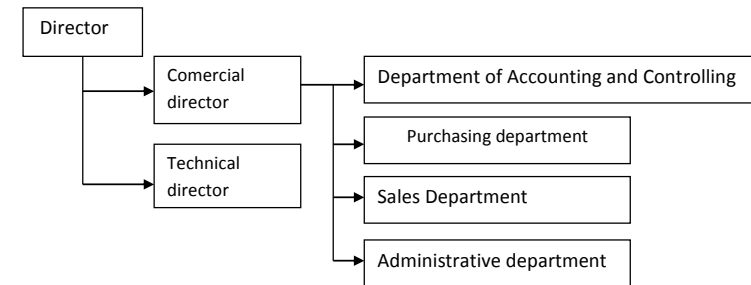 Director
Comercial
director
Technical
director
Department of Accounting and Controlling
Purchasing department
Sales Department
Administrative department